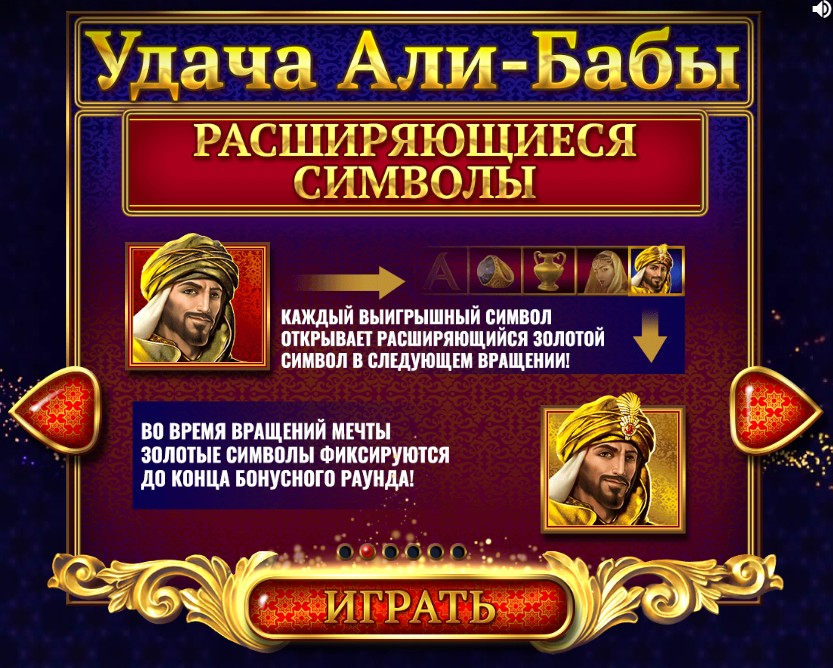 Удача Али-Бабы
РАСШИРЯЮЩИЕСЯ
СИМВОЛЫ
A
КАЖДЫЙ ВЫИГРЫШНЫЙ СИМВОЛ
ОТКРЫВАЕТ РАСШИРЯЮЩИЙСЯ ЗОЛОТОЙ
СИМВОЛ В СЛЕДУЮЩЕМ ВРАЩЕНИИ!
ВО ВРЕМЯ ВРАЩЕНИЙ МЕЧТЫ
ЗОЛОТЫЕ СИМВОЛЫ ФИКСИРУЮТСЯ
ДО КОНЦА БОНУСНОГО РАУНДА!
ИГРАТЬ